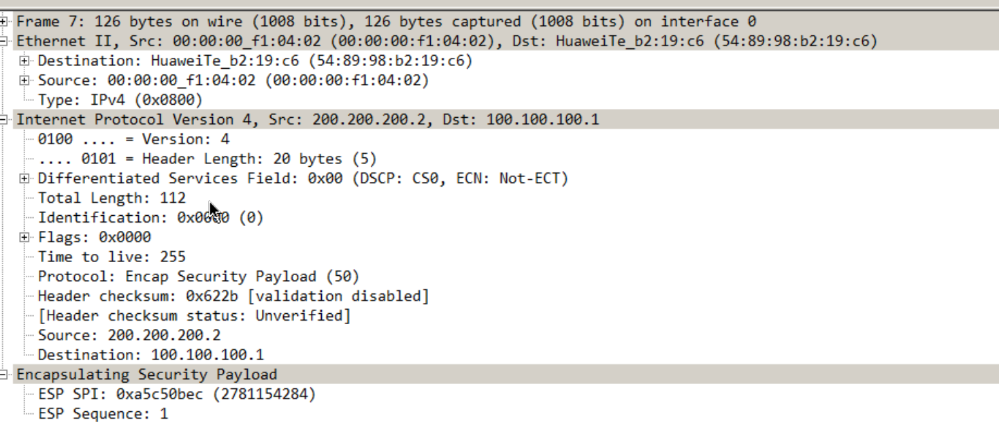 Frame 7: 126 bytes on wire (1008 bits), 126 bytes captured (1008 bits) on interface 0
Ethernet II, Src: 00:00:00_f1:04:02 (00:00:00:f1:04:02), Dst: HuaweiTe_b2:19:c6 (54:89:98:b2:19:c6)
Destination: HuaweiTe_b2:19:c6 (54:89:98:b2:19:c6)
Source: 00:00:00_f1:04:02 (00:00:00:f1:04:02)
Type: IPv4 (0x0800)
Internet Protocol Version 4, Src: 200.200.200.2, Dst: 100.100.100.1
0100 .... = Version: 4
.... 0101 = Header Length: 20 bytes (5)
Differentiated Services Field: 0x00 (DSCP: CS0, ECN: Not-ECT)
Total Length: 112
Identification: 0x0000 (0)
Flags: 0x0000
Time to live: 255
Protocol: Encap Security Payload (50)
Header checksum: 0x622b [validation disabled]
[Header checksum status: Unverified]
Source: 200.200.200.2
Destination: 100.100.100.1
Encapsulating Security Payload
ESP SPI: 0xa5c50bec (2781154284)
ESP Sequence: 1